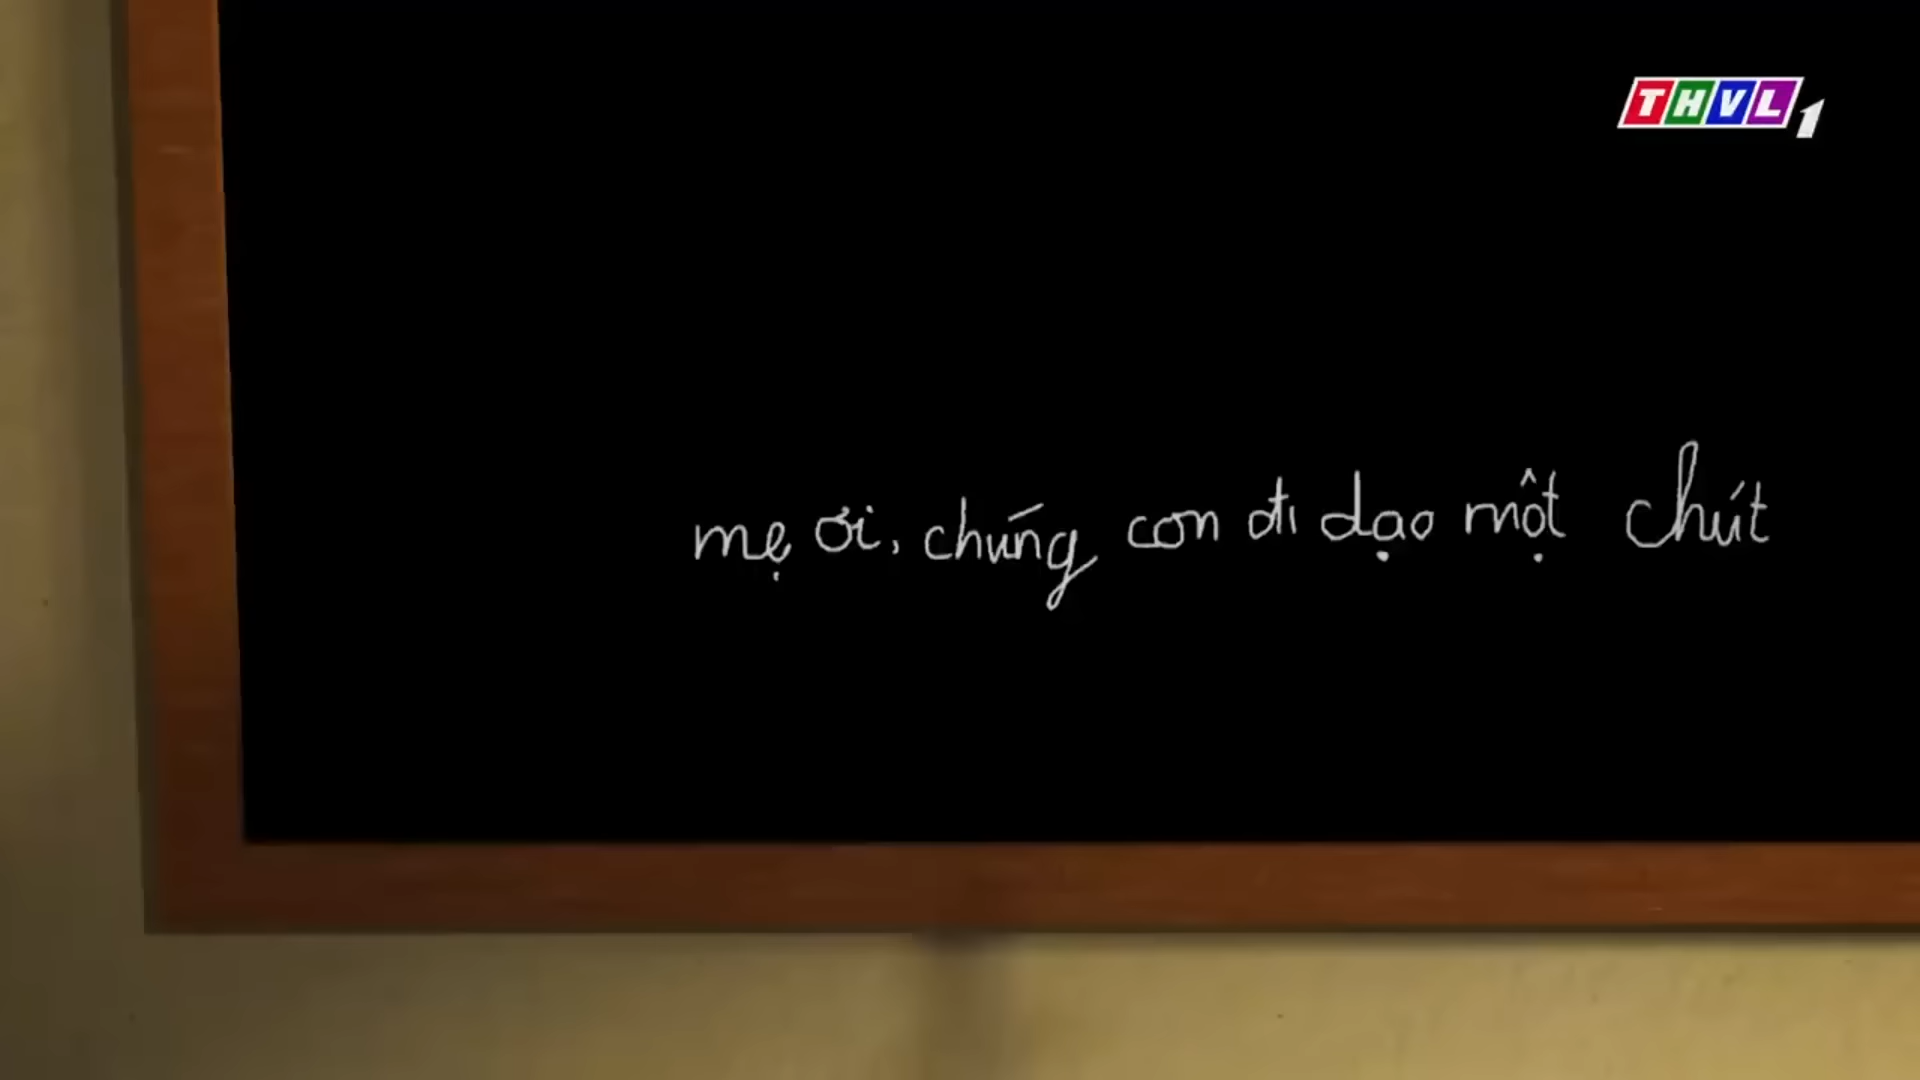 THVL1
mẹ ơi, chúng con đi dạo một chút